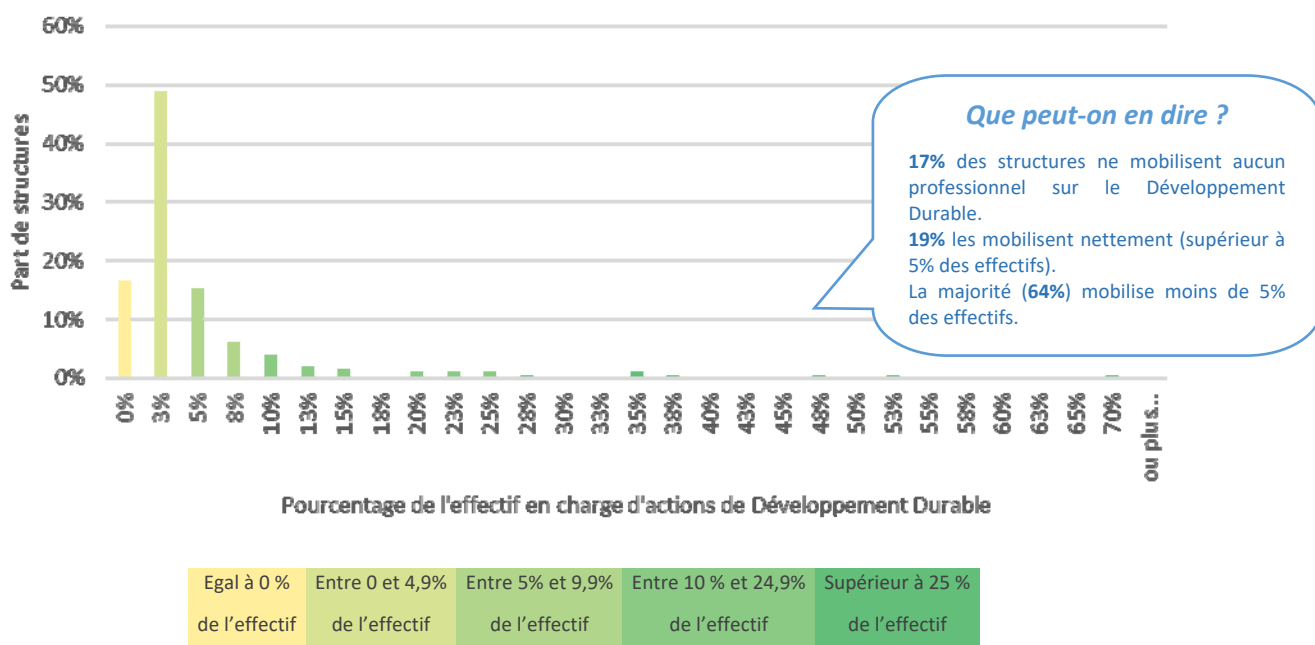 60%
50%
40%
30%
20%
10%
0%
Part de structures
Que peut-on en dire ?
17% des structures ne mobilisent aucun
professionnel sur le Développement
Durable.
19% les mobilisent nettement (supérieur à
5% des effectifs).
La majorité (64%) mobilise moins de 5%
des effectifs.
0%
3%
5%
8%
10%
13%
15%
18%
20%
23%
25%
28%
30%
33%
35%
38%
40%
43%
45%
48%
50%
53%
55%
58%
60%
63%
65%
70%
ou plus...
Pourcentage de l'effectif en charge d'actions de Développement Durable
Egal à 0 %
de l’effectif
Entre 0 et 4,9%
de l’effectif
Entre 5% et 9,9%
de l’effectif
Entre 10 % et 24,9%
de l’effectif
Supérieur à 25 %
de l’effectif